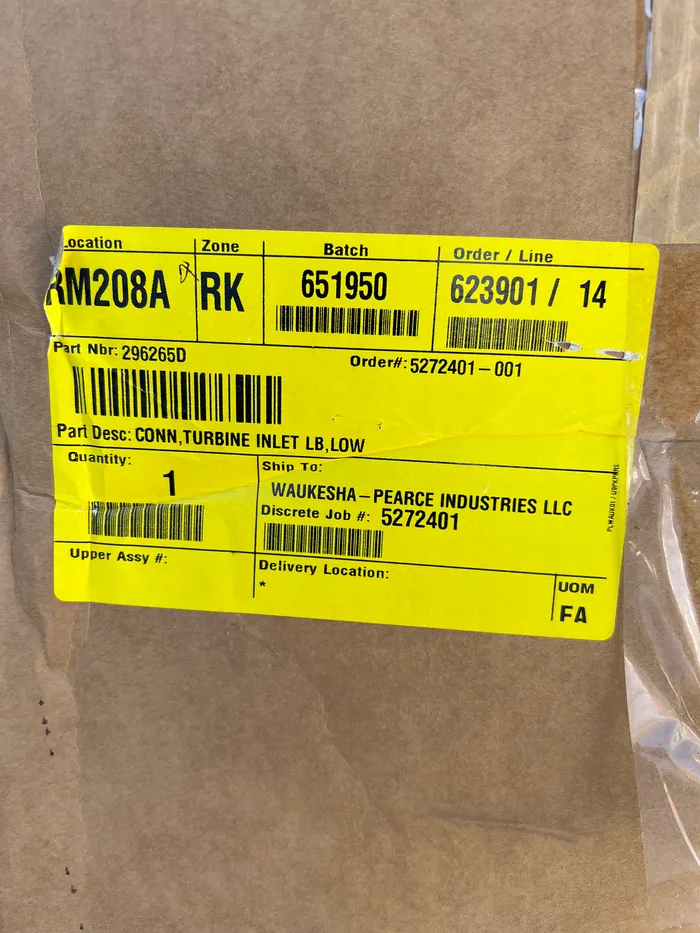 Location Zone Batch Order / Line
RM208A RK 651950 623901 / 14
Part Nbr: 296265D Order#: 5272401-001
Part Desc: CONN,TURBINE INLET LB,LOW
Quantity: Ship To:
1 WAUKESHA-PEARCE INDUSTRIES LLC
Discrete Job #: 5272401
Upper Assy #: Delivery Location: UOM
* EA